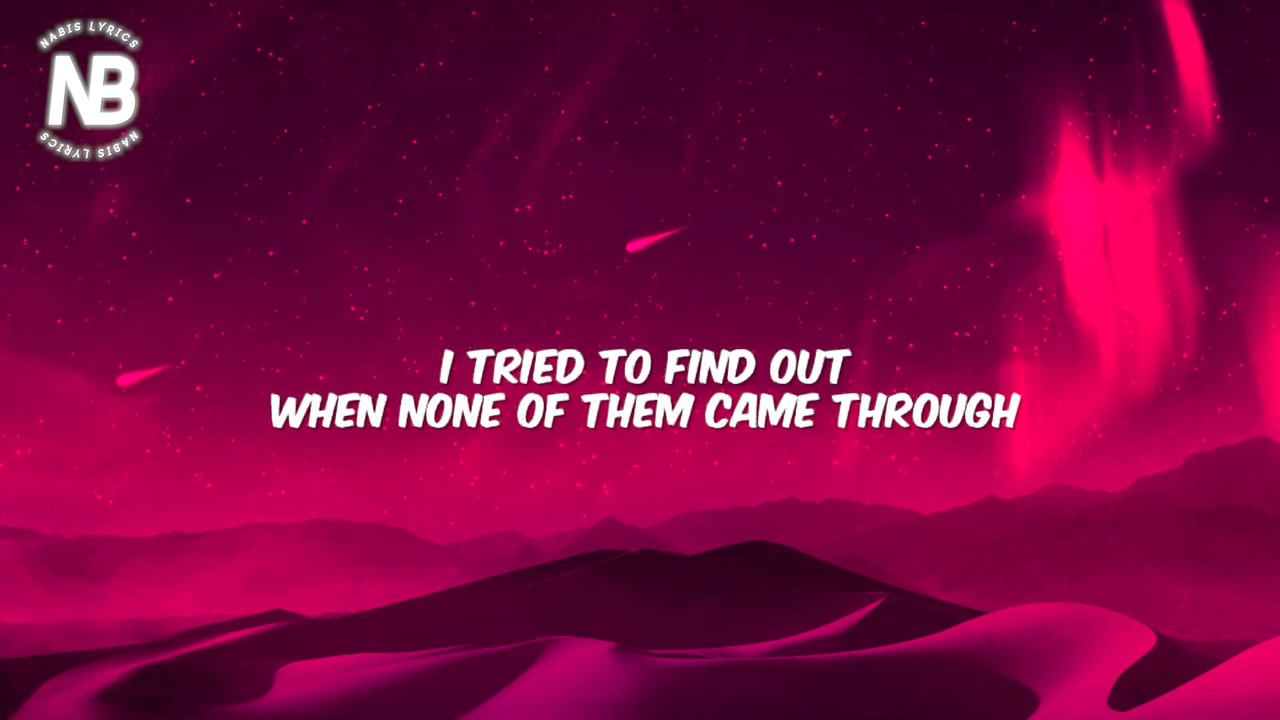 NABIS LYRICS
NB
NABIS LYRICS
I TRIED TO FIND OUT
WHEN NONE OF THEM CAME THROUGH